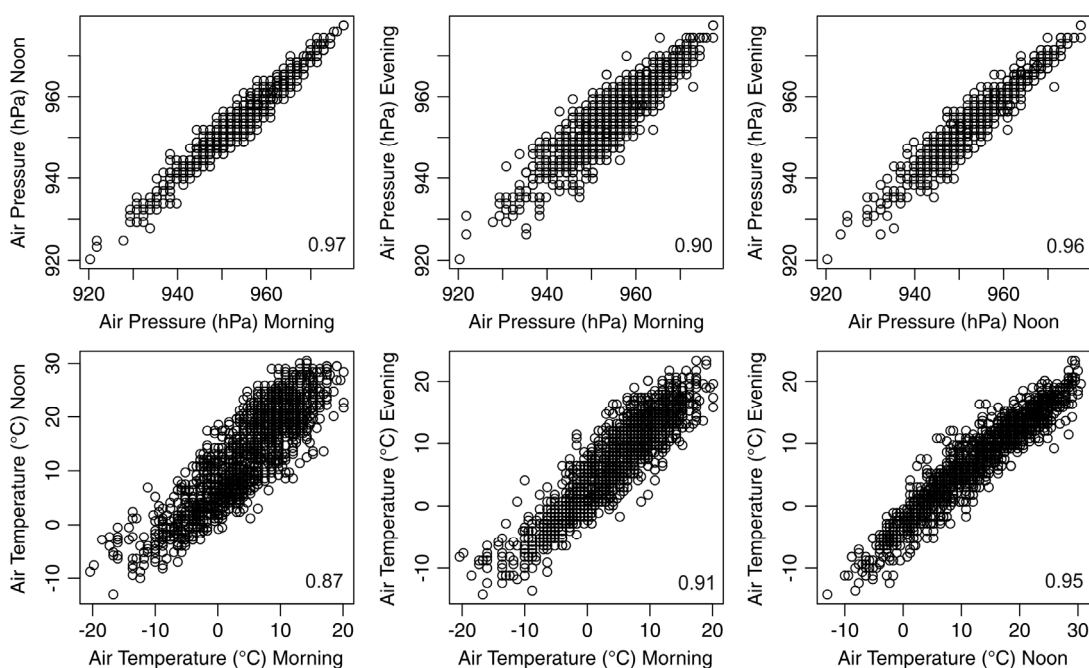 Air Pressure (hPa) Noon
960
940
920
0.97
920 940 960
Air Pressure (hPa) Morning
Air Pressure (hPa) Evening
960
940
920
0.90
920 940 960
Air Pressure (hPa) Morning
Air Pressure (hPa) Evening
960
940
920
0.96
920 940 960
Air Pressure (hPa) Noon
Air Temperature (°C) Noon
30
20
10
0
-10
0.87
-20 -10 0 10 20
Air Temperature (°C) Morning
Air Temperature (°C) Evening
20
10
0
-10
0.91
-20 -10 0 10 20
Air Temperature (°C) Morning
Air Temperature (°C) Evening
20
10
0
-10
0.95
-10 0 10 20 30
Air Temperature (°C) Noon